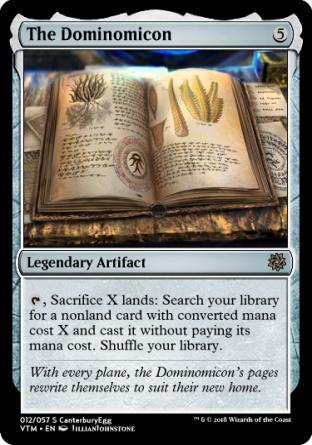 The Dominomicon 5
Legendary Artifact
, Sacrifice X lands: Search your library
for a nonland card with converted mana
cost X and cast it without paying its
mana cost. Shuffle your library.
With every plane, the Dominomicon's pages
rewrite themselves to suit their new home.
012/057 S CanterburyEgg
VTM • EN JILLIANJOHNSTONE
™ & © 2018 Wizards of the Coast